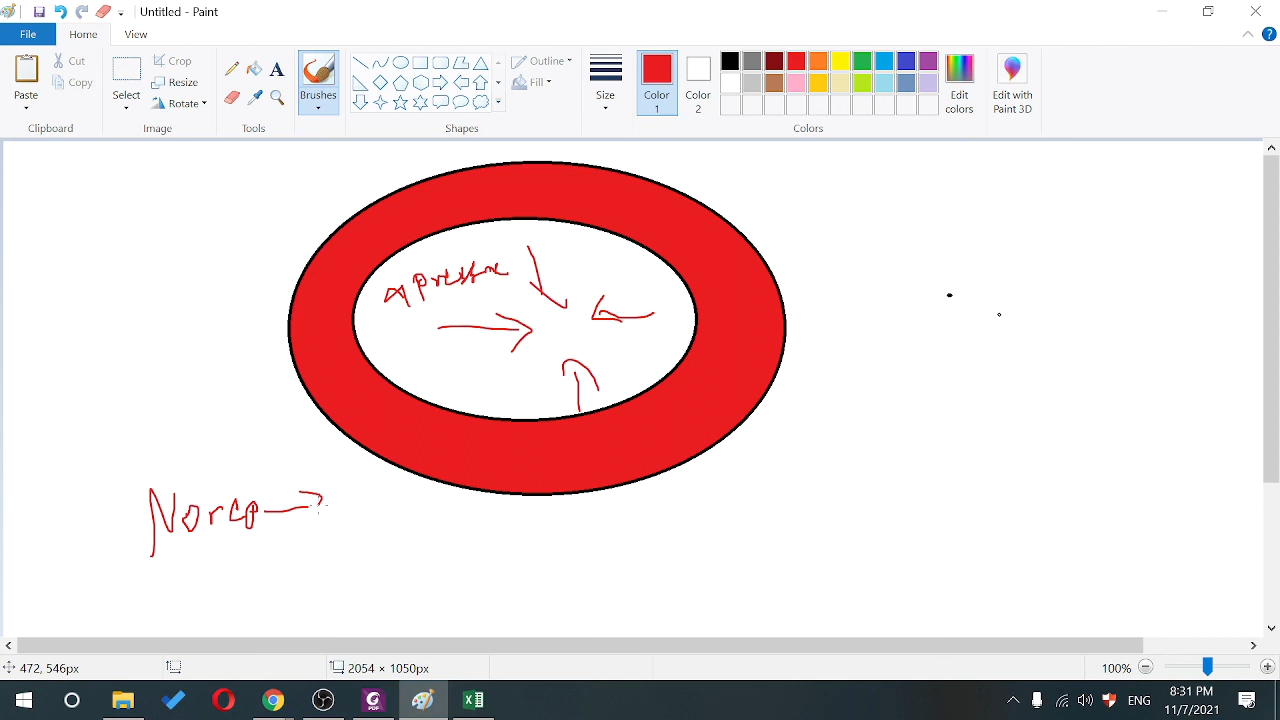 Untitled - Paint
File
Home
View
Paste
Cut
Copy
Clipboard
Select
Crop
Resize
Rotate
Image
A
Tools
Brushes
Outline
Fill
Shapes
Size
Color 1
Color 2
Edit colors
Edit with Paint 3D
Colors
pressure
Norep
472, 546px
2054 × 1050px
100%
ENG
8:31 PM
11/7/2021